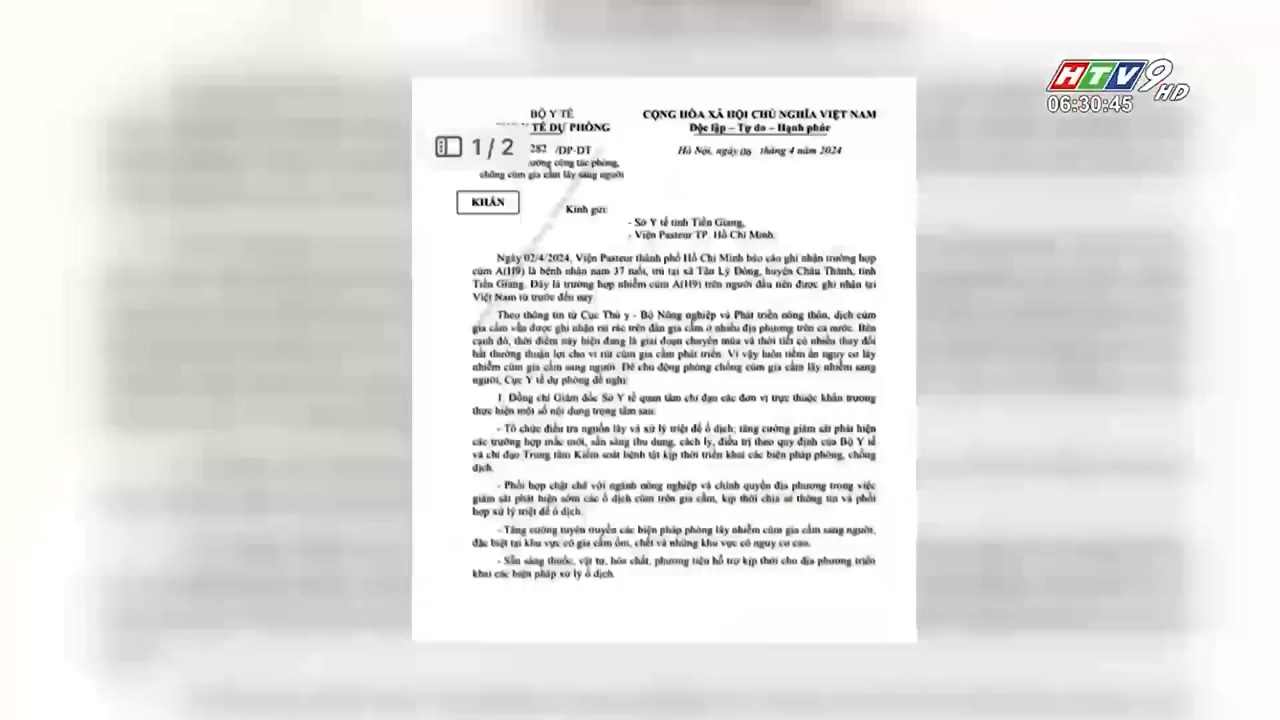 HTV9 HD
06:30:45
BỘ Y TẾ
TẾ DỰ PHÒNG
CỘNG HÒA XÃ HỘI CHỦ NGHĨA VIỆT NAM
Độc lập – Tự do – Hạnh phúc
1 / 2
282 /DP-DT
Hà Nội, ngày 06 tháng 4 năm 2024
cường công tác phòng,
chống cúm gia cầm lây sang người
KHẨN
Kính gửi:
- Sở Y tế tỉnh Tiền Giang,
- Viện Pasteur TP. Hồ Chí Minh.
Ngày 02/4/2024, Viện Pasteur thành phố Hồ Chí Minh báo cáo ghi nhận trường hợp
cúm A(H9) là bệnh nhân nam 37 tuổi, trú tại xã Tân Lý Đông, huyện Châu Thành, tỉnh
Tiền Giang. Đây là trường hợp nhiễm cúm A(H9) trên người đầu tiên được ghi nhận tại
Việt Nam từ trước đến nay.
Theo thông tin từ Cục Thú y - Bộ Nông nghiệp và Phát triển nông thôn, dịch cúm
gia cầm vẫn được ghi nhận rải rác trên đàn gia cầm ở nhiều địa phương trên cả nước. Bên
cạnh đó, thời điểm này hiện đang là giai đoạn chuyển mùa và thời tiết có nhiều thay đổi
bất thường thuận lợi cho vi rút cúm gia cầm phát triển. Vì vậy luôn tiềm ẩn nguy cơ lây
nhiễm cúm gia cầm sang người. Để chủ động phòng chống cúm gia cầm lây nhiễm sang
người, Cục Y tế dự phòng đề nghị:
1. Đồng chí Giám đốc Sở Y tế quan tâm chỉ đạo các đơn vị trực thuộc khẩn trương
thực hiện một số nội dung trọng tâm sau:
- Tổ chức điều tra nguồn lây và xử lý triệt để ổ dịch; tăng cường giám sát phát hiện
các trường hợp mắc mới, sẵn sàng thu dung, cách ly, điều trị theo quy định của Bộ Y tế
và chỉ đạo Trung tâm Kiểm soát bệnh tật kịp thời triển khai các biện pháp phòng, chống
dịch.
- Phối hợp chặt chẽ với ngành nông nghiệp và chính quyền địa phương trong việc
giám sát phát hiện sớm các ổ dịch cúm trên gia cầm, kịp thời chia sẻ thông tin và phối
hợp xử lý triệt để ổ dịch.
- Tăng cường tuyên truyền các biện pháp phòng lây nhiễm cúm gia cầm sang người,
đặc biệt tại khu vực có gia cầm ốm, chết và những khu vực có nguy cơ cao.
- Sẵn sàng thuốc, vật tư, hóa chất, phương tiện hỗ trợ kịp thời cho địa phương triển
khai các biện pháp xử lý ổ dịch.